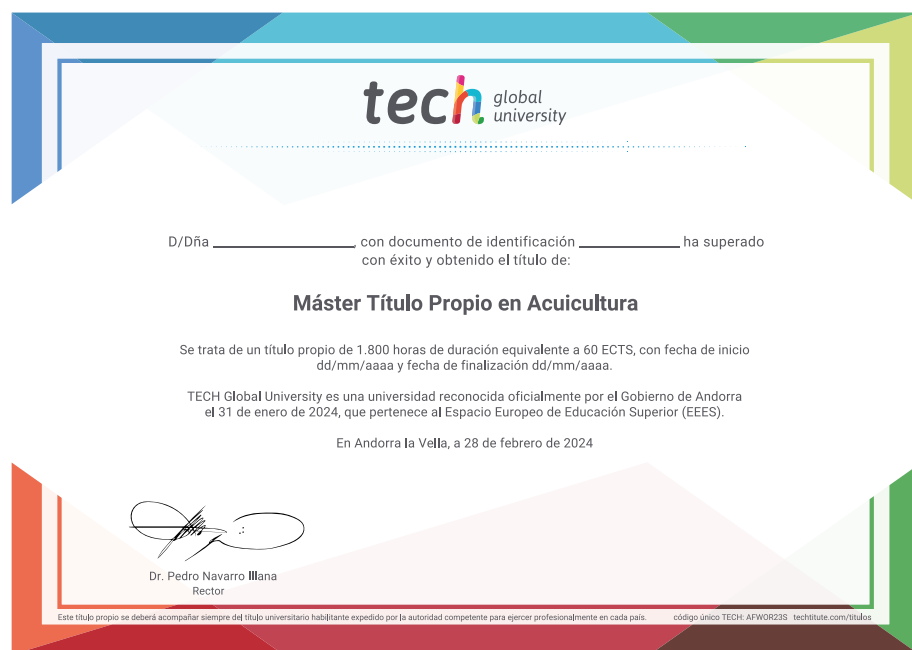 tech global university
D/Dña ______________, con documento de identificación __________ ha superado
con éxito y obtenido el título de:
Máster Título Propio en Acuicultura
Se trata de un título propio de 1.800 horas de duración equivalente a 60 ECTS, con fecha de inicio
dd/mm/aaaa y fecha de finalización dd/mm/aaaa.
TECH Global University es una universidad reconocida oficialmente por el Gobierno de Andorra
el 31 de enero de 2024, que pertenece al Espacio Europeo de Educación Superior (EEES).
En Andorra la Vella, a 28 de febrero de 2024
Dr. Pedro Navarro Illana
Rector
Este título propio se deberá acompañar siempre del título universitario habilitante expedido por la autoridad competente para ejercer profesionalmente en cada país. código único TECH: AFWOR23S techtitute.com/titulos